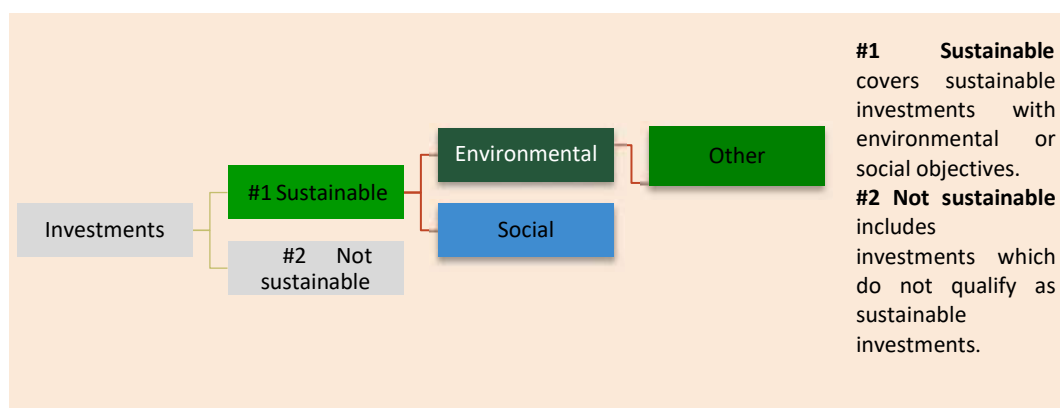 Investments
#1 Sustainable
#2 Not
sustainable
Environmental
Social
Other
#1 Sustainable
covers sustainable
investments with
environmental or
social objectives.
#2 Not sustainable
includes
investments which
do not qualify as
sustainable
investments.